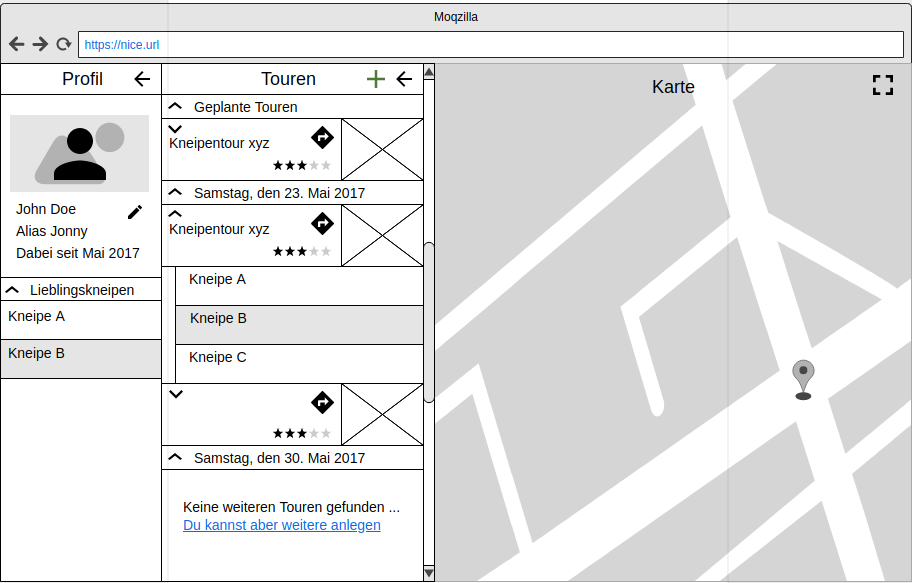 Moqzilla
https://nice.url
Profil
John Doe
Alias Jonny
Dabei seit Mai 2017
Lieblingskneipen
Kneipe A
Kneipe B
Touren
Geplante Touren
Kneipentour xyz
Samstag, den 23. Mai 2017
Kneipentour xyz
Kneipe A
Kneipe B
Kneipe C
Samstag, den 30. Mai 2017
Keine weiteren Touren gefunden ...
Du kannst aber weitere anlegen
Karte